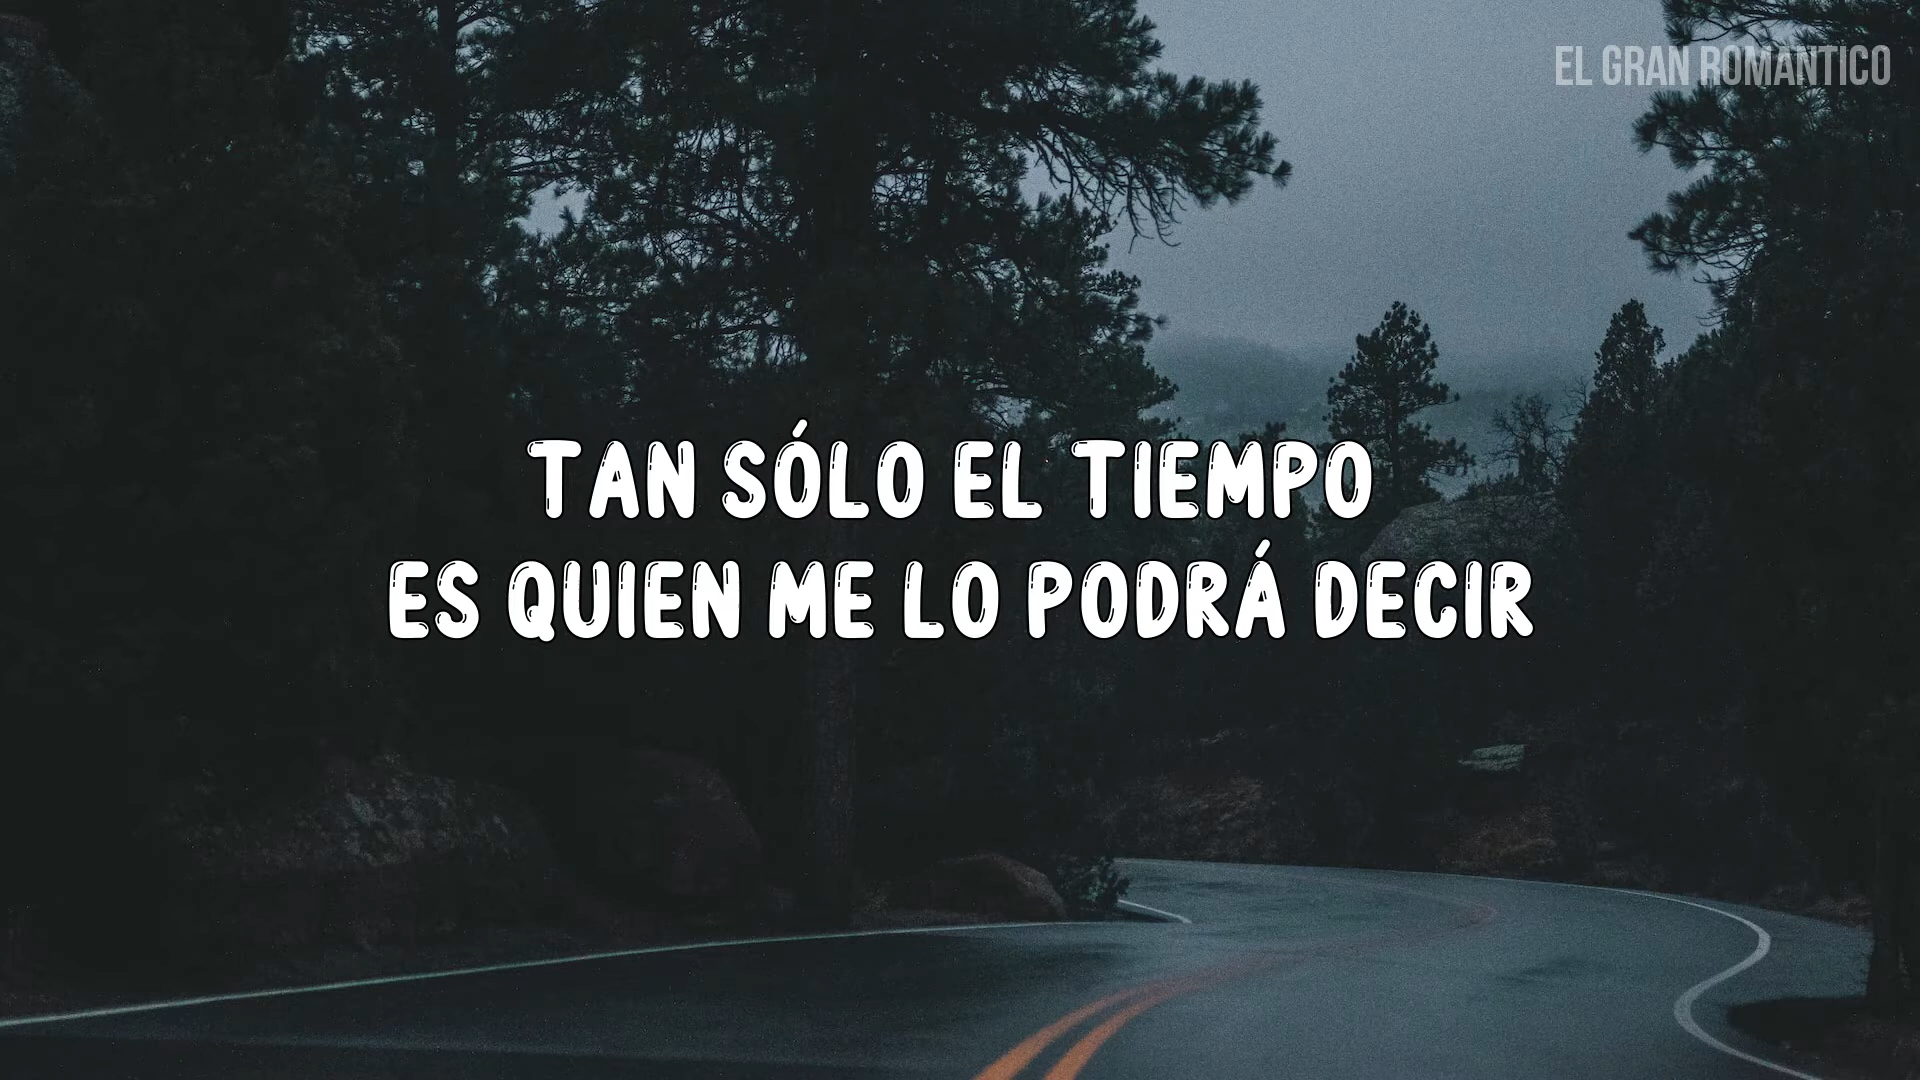 EL GRAN ROMANTICO
TAN SÓLO EL TIEMPO
ES QUIEN ME LO PODRÁ DECIR